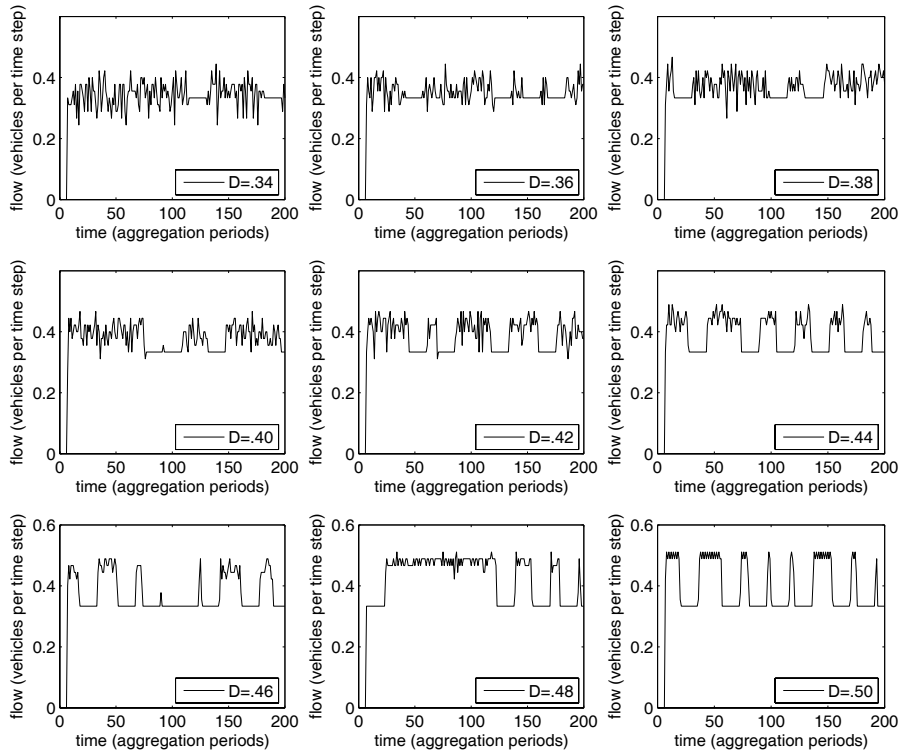 flow (vehicles per time step)
0.4
0.2
0
0 50 100 150 200
time (aggregation periods)
D=.34
flow (vehicles per time step)
0.4
0.2
0
0 50 100 150 200
time (aggregation periods)
D=.36
flow (vehicles per time step)
0.4
0.2
0
0 50 100 150 200
time (aggregation periods)
D=.38
flow (vehicles per time step)
0.4
0.2
0
0 50 100 150 200
time (aggregation periods)
D=.40
flow (vehicles per time step)
0.4
0.2
0
0 50 100 150 200
time (aggregation periods)
D=.42
flow (vehicles per time step)
0.4
0.2
0
0 50 100 150 200
time (aggregation periods)
D=.44
flow (vehicles per time step)
0.6
0.4
0.2
0
0 50 100 150 200
time (aggregation periods)
D=.46
flow (vehicles per time step)
0.6
0.4
0.2
0
0 50 100 150 200
time (aggregation periods)
D=.48
flow (vehicles per time step)
0.6
0.4
0.2
0
0 50 100 150 200
time (aggregation periods)
D=.50